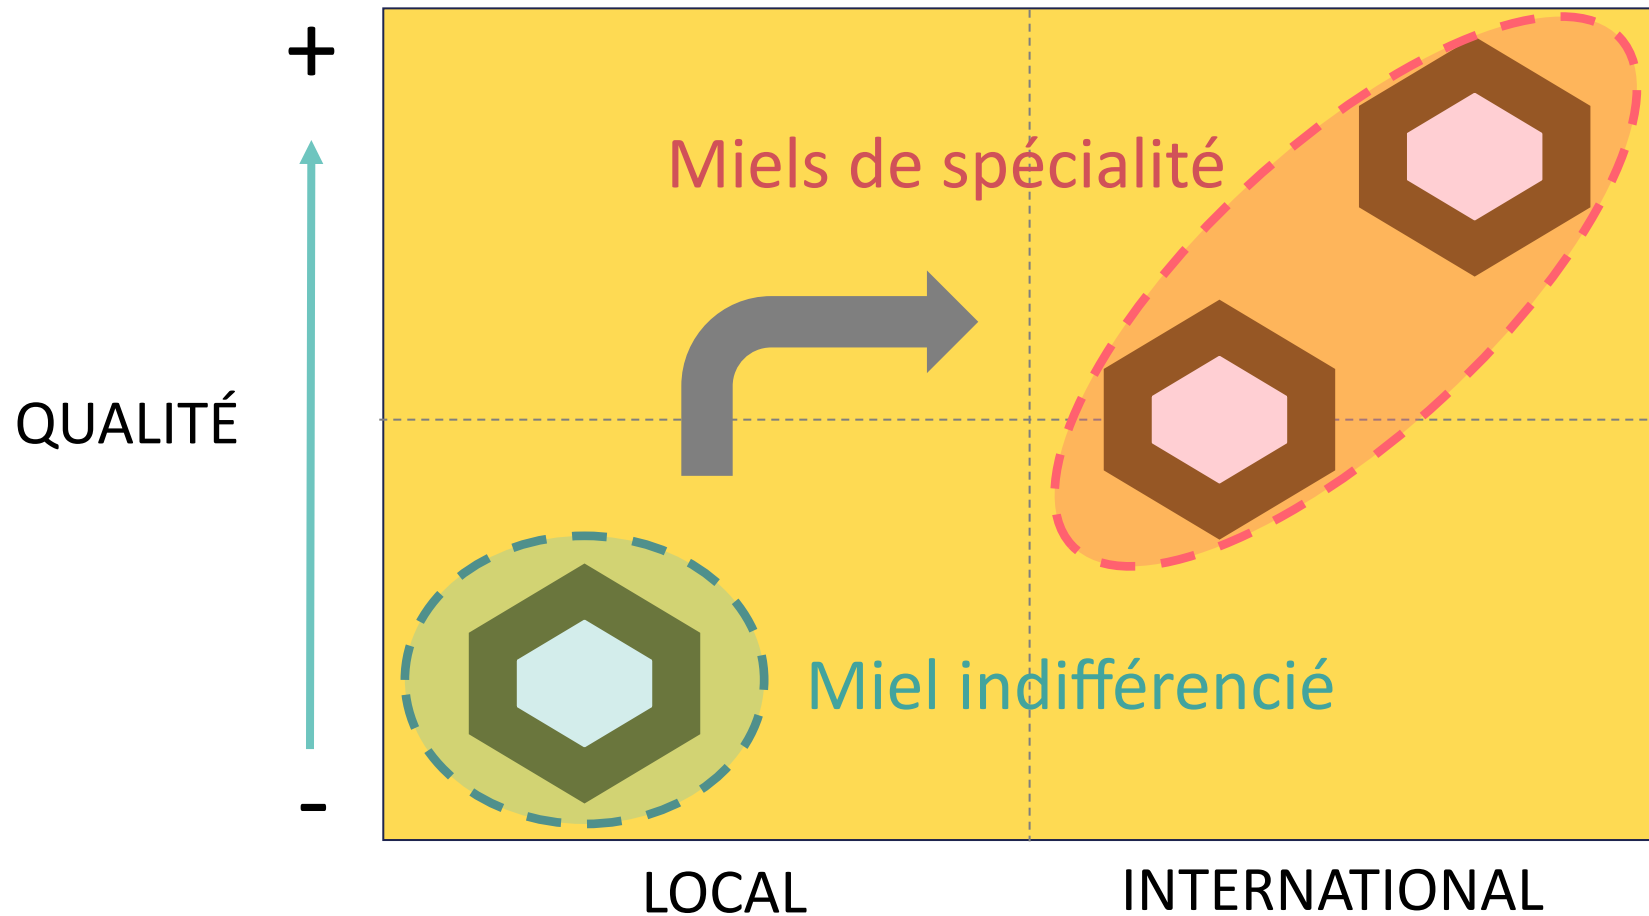 +
Miels de spécialité
QUALITÉ
Miel indifférencié
-
LOCAL
INTERNATIONAL